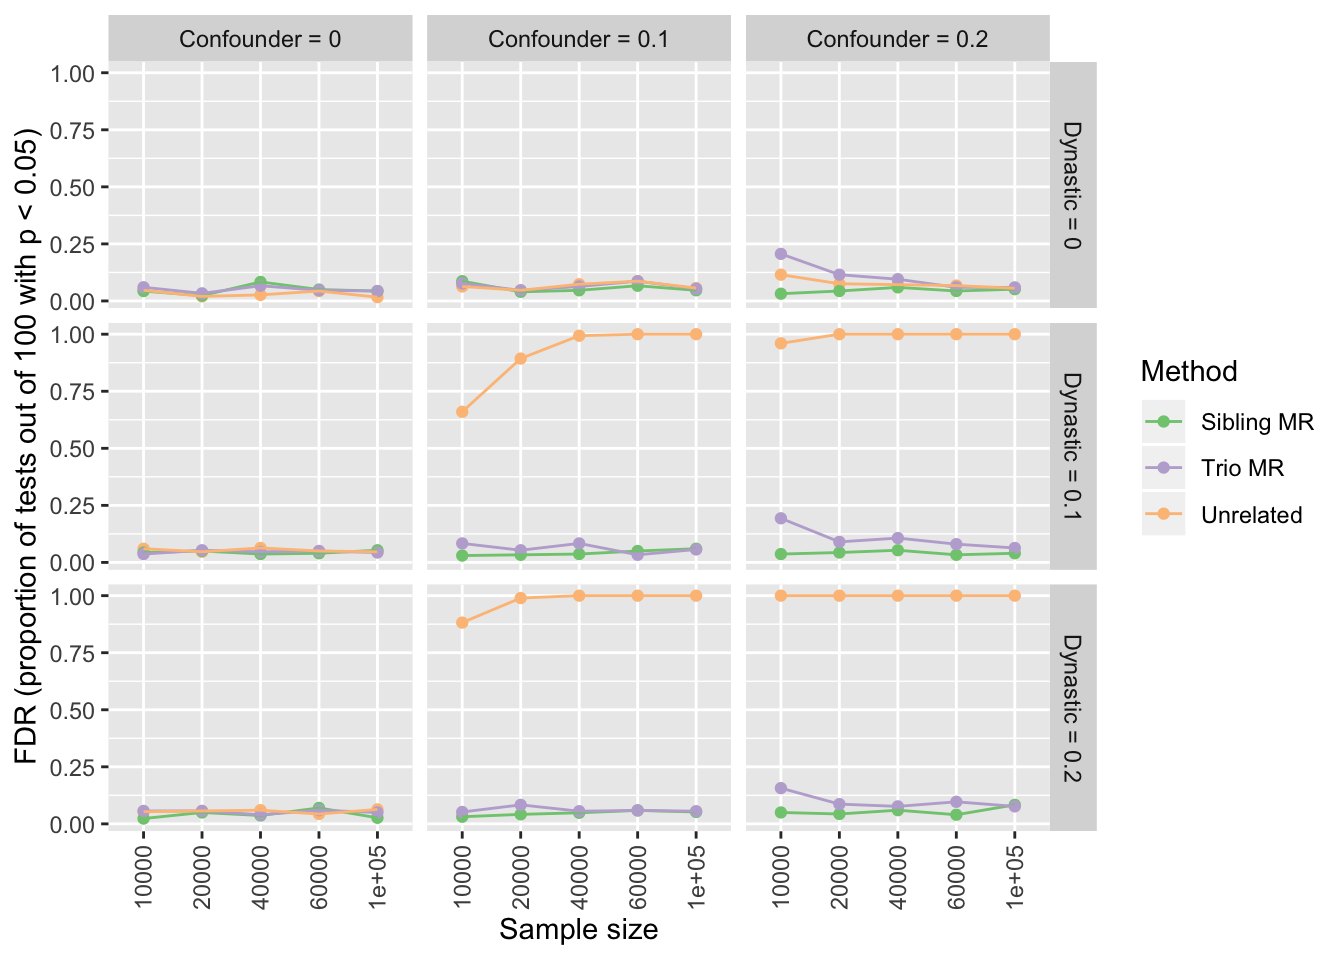 Confounder = 0
Confounder = 0.1
Confounder = 0.2
FDR (proportion of tests out of 100 with p < 0.05)
1.00
0.75
0.50
0.25
0.00
Dynastic = 0
1.00
0.75
0.50
0.25
0.00
Dynastic = 0.1
1.00
0.75
0.50
0.25
0.00
Dynastic = 0.2
10000
20000
40000
60000
1e+05
10000
20000
40000
60000
1e+05
10000
20000
40000
60000
1e+05
Sample size
Method
Sibling MR
Trio MR
Unrelated